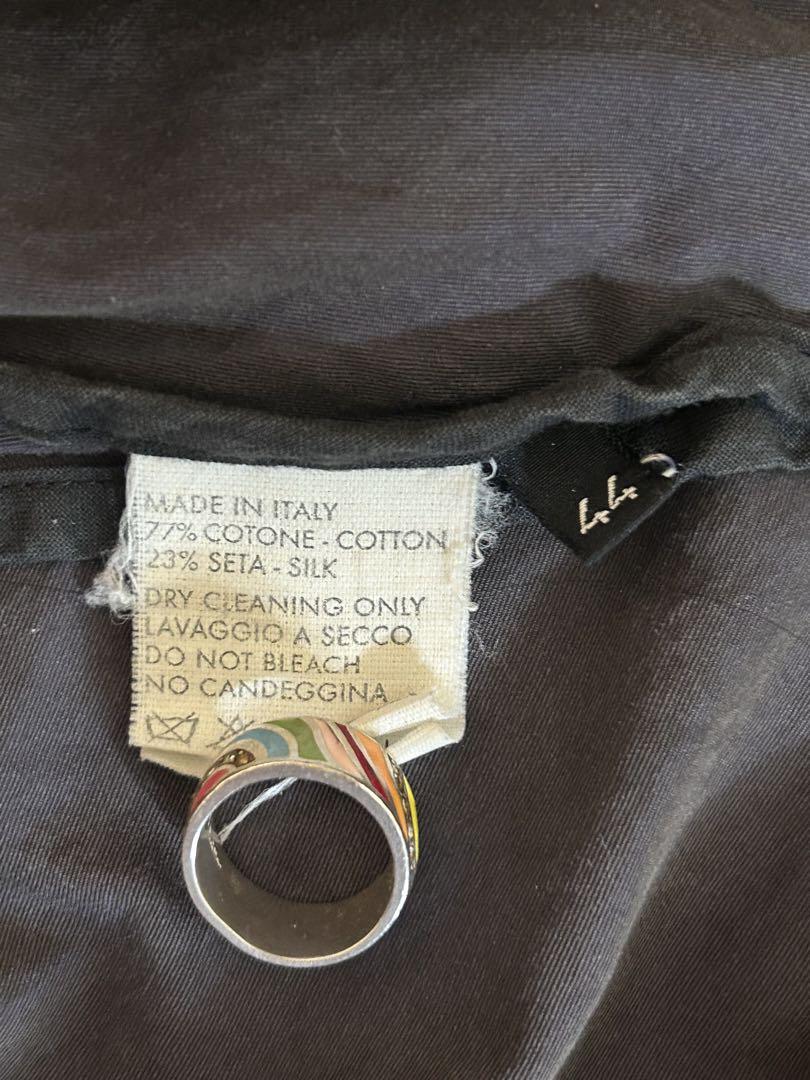 MADE IN ITALY
77% COTONE - COTTON
23% SETA - SILK
DRY CLEANING ONLY
LAVAGGIO A SECCO
DO NOT BLEACH
NO CANDEGGINA
44